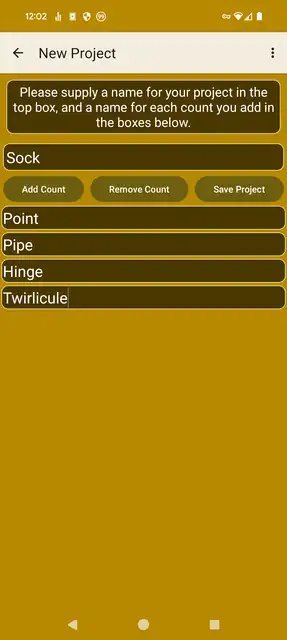 12:02
New Project
Please supply a name for your project in the
top box, and a name for each count you add in
the boxes below.
Sock
Add Count Remove Count Save Project
Point
Pipe
Hinge
Twirlicule